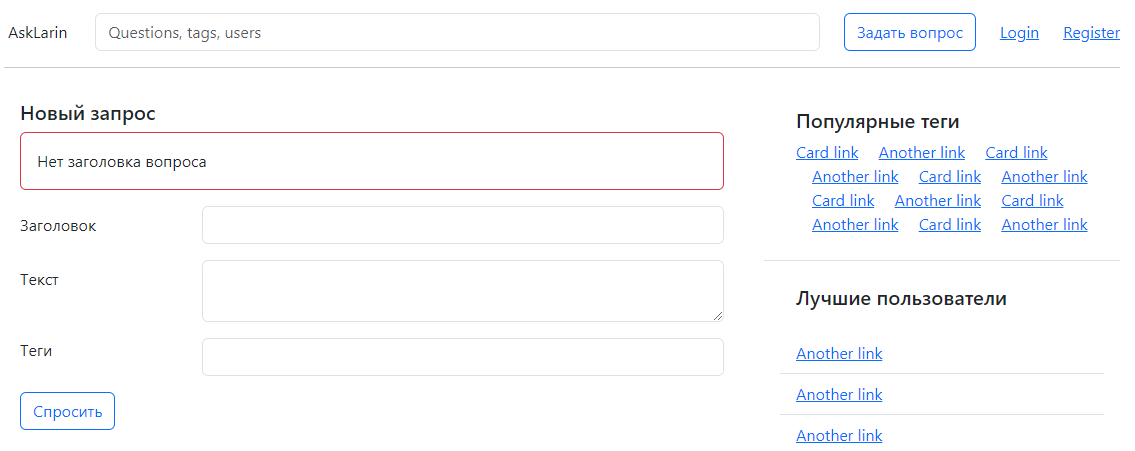 AskLarin Questions, tags, users Задать вопрос Login Register
Новый запрос
Нет заголовка вопроса
Заголовок
Текст
Теги
Спросить
Популярные теги
Card link Another link Card link
Another link Card link Another link
Card link Another link Card link
Another link Card link Another link
Лучшие пользователи
Another link
Another link
Another link